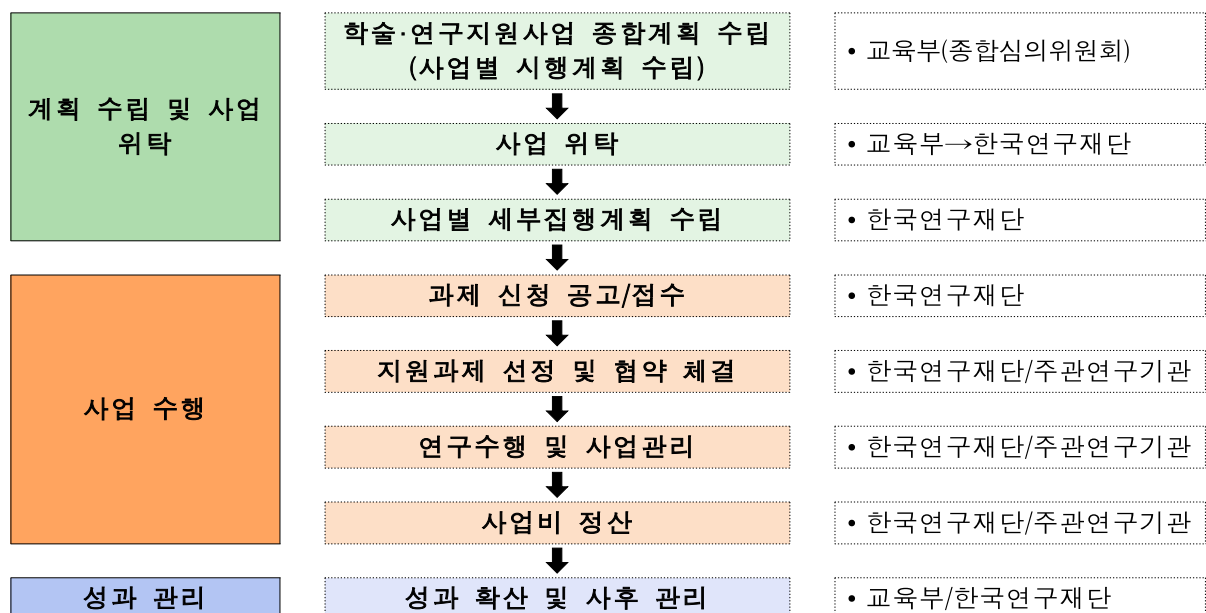 계획 수립 및 사업
위탁
학술·연구지원사업 종합계획 수립
(사업별 시행계획 수립)
• 교육부(종합심의위원회)
사업 위탁
• 교육부→한국연구재단
사업별 세부집행계획 수립
• 한국연구재단
사업 수행
과제 신청 공고/접수
• 한국연구재단
지원과제 선정 및 협약 체결
• 한국연구재단/주관연구기관
연구수행 및 사업관리
• 한국연구재단/주관연구기관
사업비 정산
• 한국연구재단/주관연구기관
성과 관리
성과 확산 및 사후 관리
• 교육부/한국연구재단